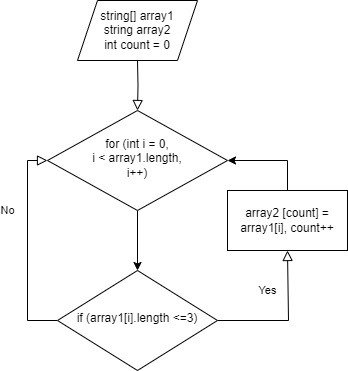 string[] array1
string array2
int count = 0
for (int i = 0,
i < array1.length,
i++)
No
array2 [count] =
array1[i], count++
Yes
if (array1[i].length <=3)